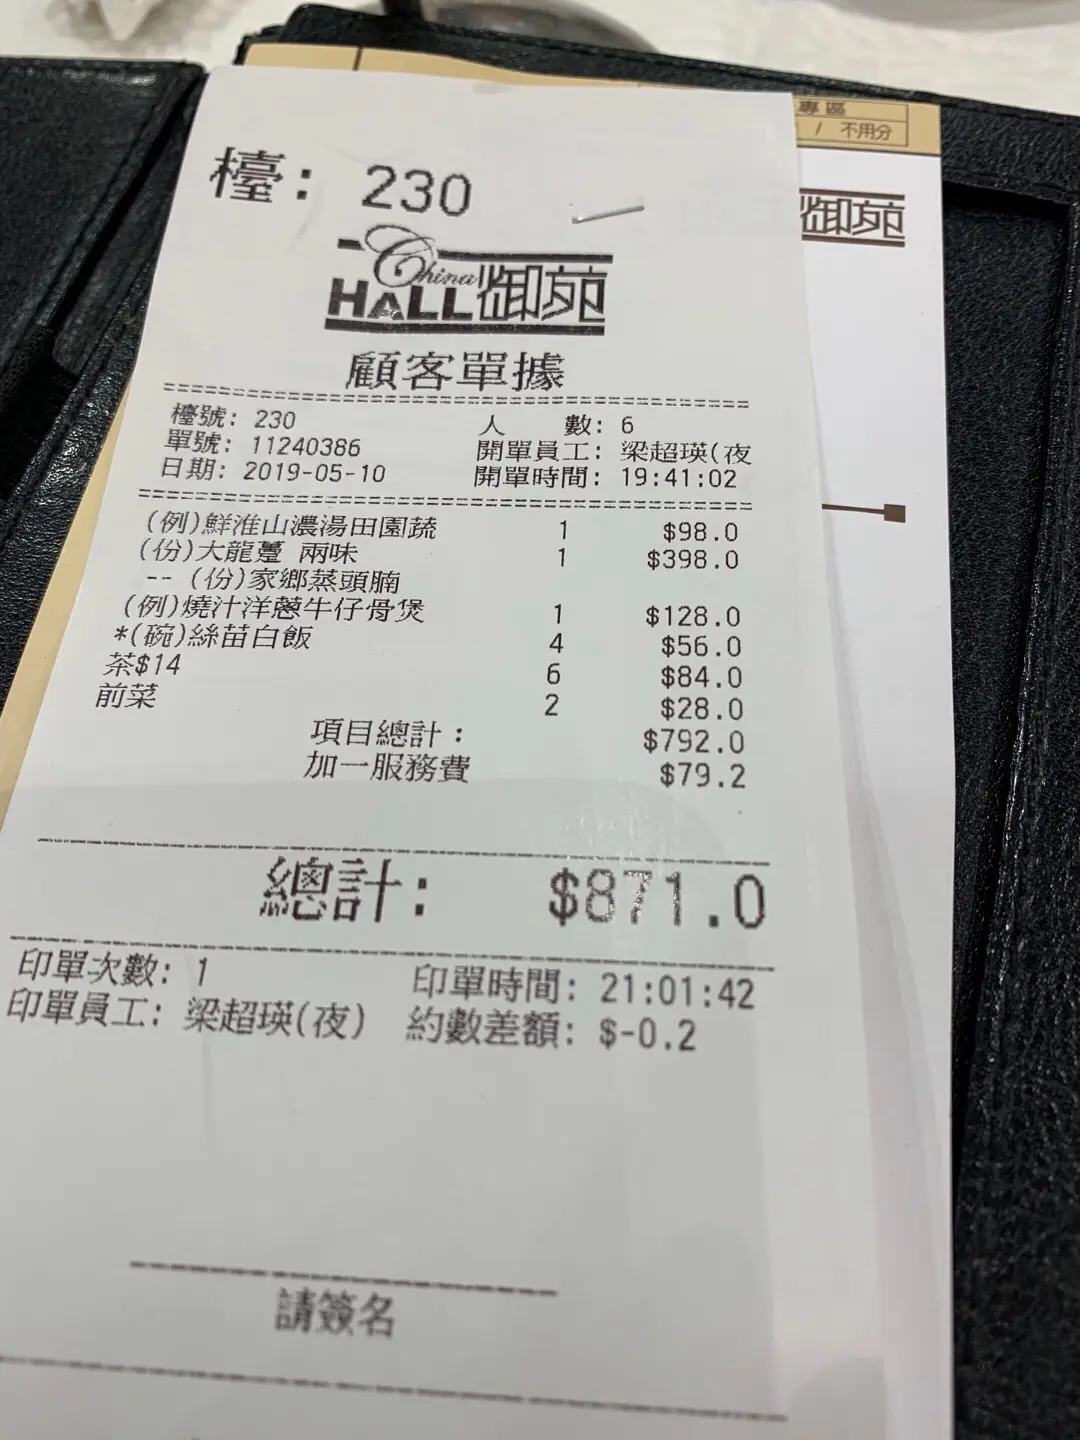 專區
/ 不用分
御苑
檯: 230
China
HALL御苑
顧客單據
檯號: 230 人 數: 6
單號: 11240386 開單員工: 梁超瑛(夜
日期: 2019-05-10 開單時間: 19:41:02
(例)鮮淮山濃湯田園蔬 1 $98.0
(份)大龍躉 兩味 1 $398.0
-- (份)家鄉蒸頭腩
(例)燒汁洋蔥牛仔骨煲 1 $128.0
*(碗)絲苗白飯 4 $56.0
茶$14 6 $84.0
前菜 2 $28.0
項目總計: $792.0
加一服務費 $79.2
總計: $871.0
印單次數: 1 印單時間: 21:01:42
印單員工: 梁超瑛(夜) 約數差額: $-0.2
請簽名